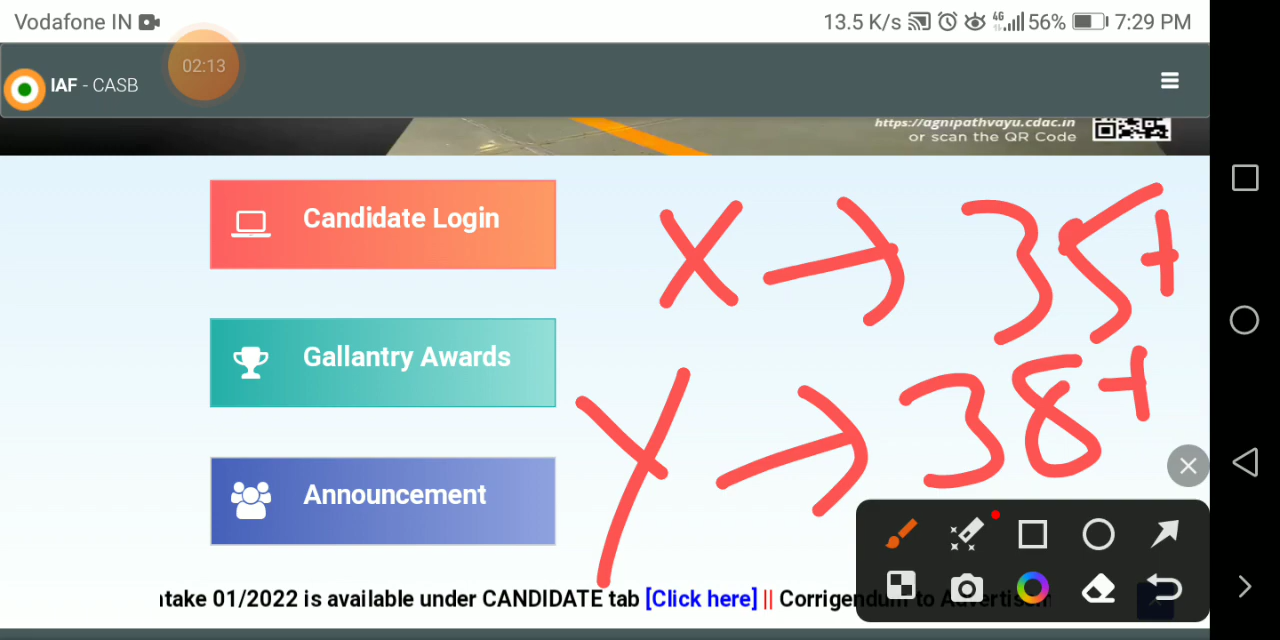 Vodafone IN 13.5 K/s 4G 56% 7:29 PM
02:13
IAF - CASB
https://agnipathvayu.cdac.in
or scan the QR Code
Candidate Login
X → 35+
Gallantry Awards
Y → 38+
Announcement
ntake 01/2022 is available under CANDIDATE tab [Click here] || Corrigendum to Advertisem